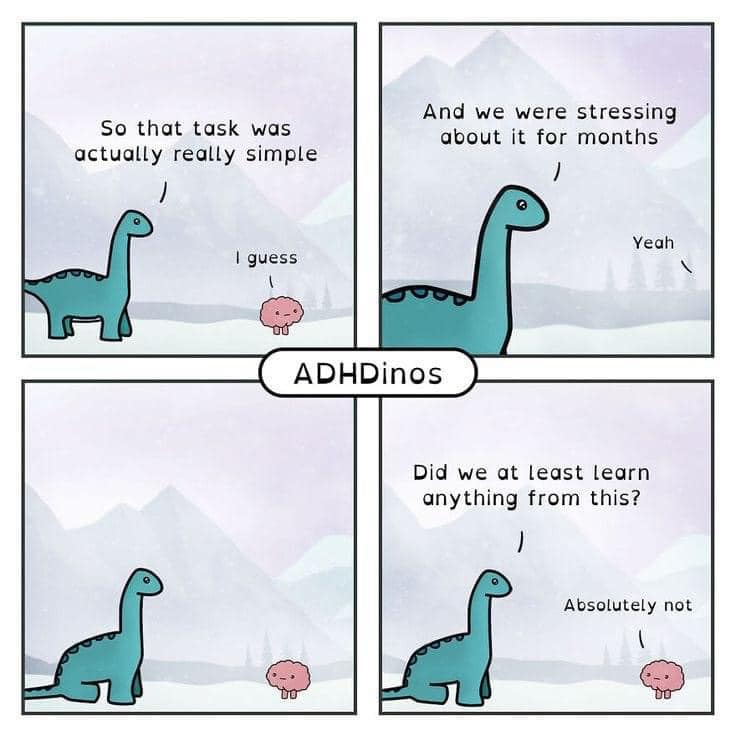 So that task was
actually really simple
I guess
And we were stressing
about it for months
Yeah
ADHDinos
Did we at least learn
anything from this?
Absolutely not